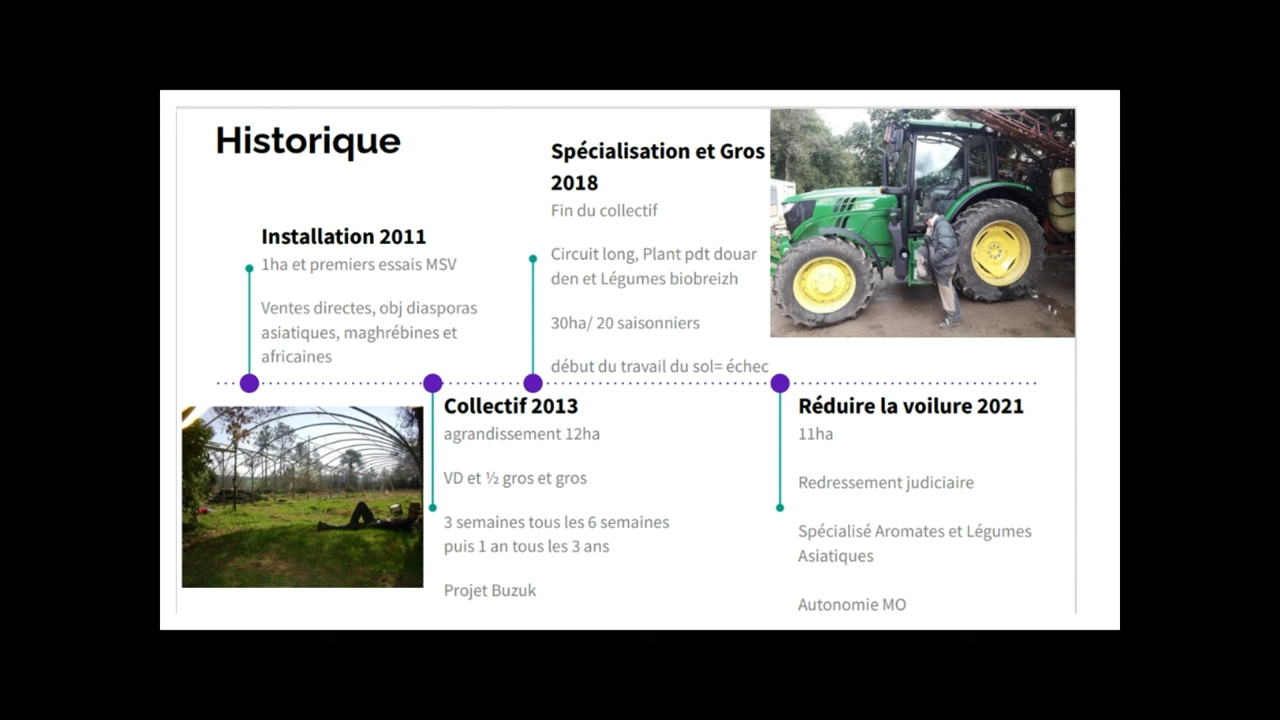 Historique
Installation 2011
1ha et premiers essais MSV
Ventes directes, obj diasporas
asiatiques, maghrébines et
africaines
Collectif 2013
agrandissement 12ha
VD et ½ gros et gros
3 semaines tous les 6 semaines
puis 1 an tous les 3 ans
Projet Buzuk
Spécialisation et Gros
2018
Fin du collectif
Circuit long, Plant pdt douar
den et Légumes biobreizh
30ha/ 20 saisonniers
début du travail du sol= échec
Réduire la voilure 2021
11ha
Redressement judiciaire
Spécialisé Aromates et Légumes
Asiatiques
Autonomie MO